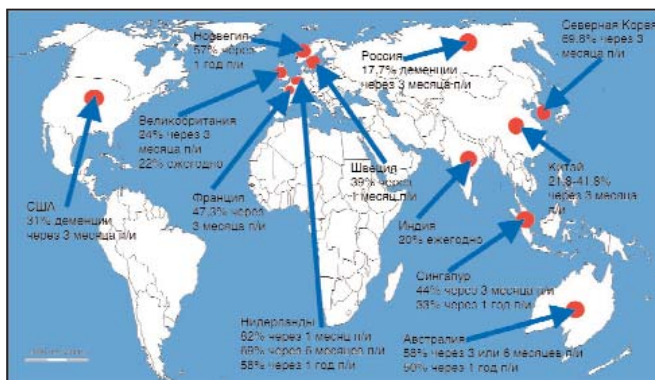 Норвегия
57% через
1 год п/и
Россия
17,7% деменции
через 3 месяца п/и
Северная Корея
69.8% через 3
месяца п/и
Великобритания
24% через 3
месяца п/и
22% ежегодно
Франция
47,3% через
3 месяца п/и
Швеция
39% через
1 месяц п/и
США
31% деменции
через 3 месяца п/и
Индия
20% ежегодно
Китай
21,8-41,8%
через 3 месяца
п/и
Сингапур
44% через 3 месяца п/и
33% через 1 год п/и
Нидерланды
62% через 1 месяц п/и
69% через 6 месяцев п/и
58% через 1 год п/и
Австралия
58% через 3 или 6 месяцев п/и
50% через 1 год п/и